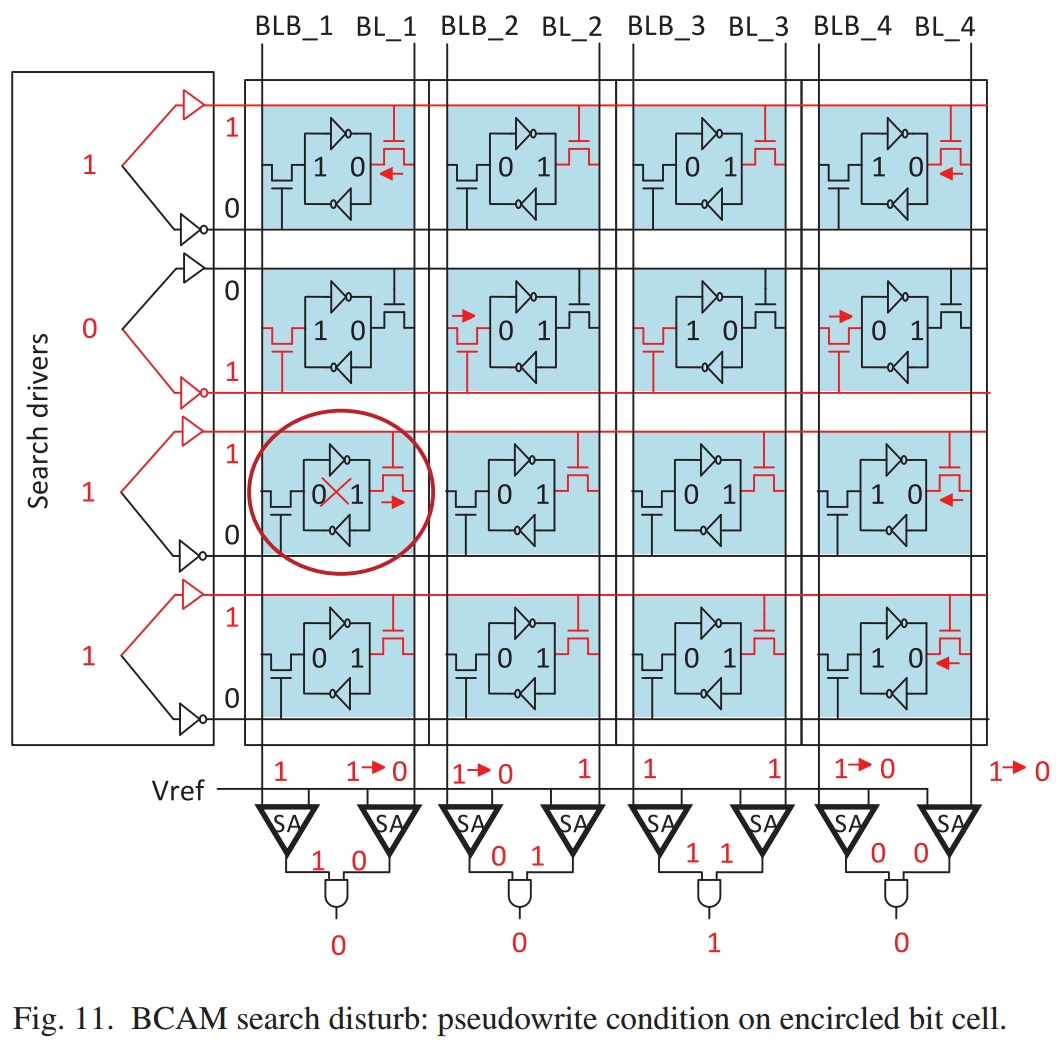 BLB_1 BL_1 BLB_2 BL_2 BLB_3 BL_3 BLB_4 BL_4
Search drivers
1
1 0 0 1 0 1 1 0
1
0
0
1 0 0 1 1 0 0 1
0
1
1
0 1 0 1 0 1 1 0
1
0
1
0 1 0 1 0 1 1 0
1
0
1 1→0 1→0 1 1 1 1→0 1→0
Vref
SA SA SA SA SA SA SA SA
1 0 0 1 1 1 0 0
0 0 1 0
Fig. 11. BCAM search disturb: pseudowrite condition on encircled bit cell.